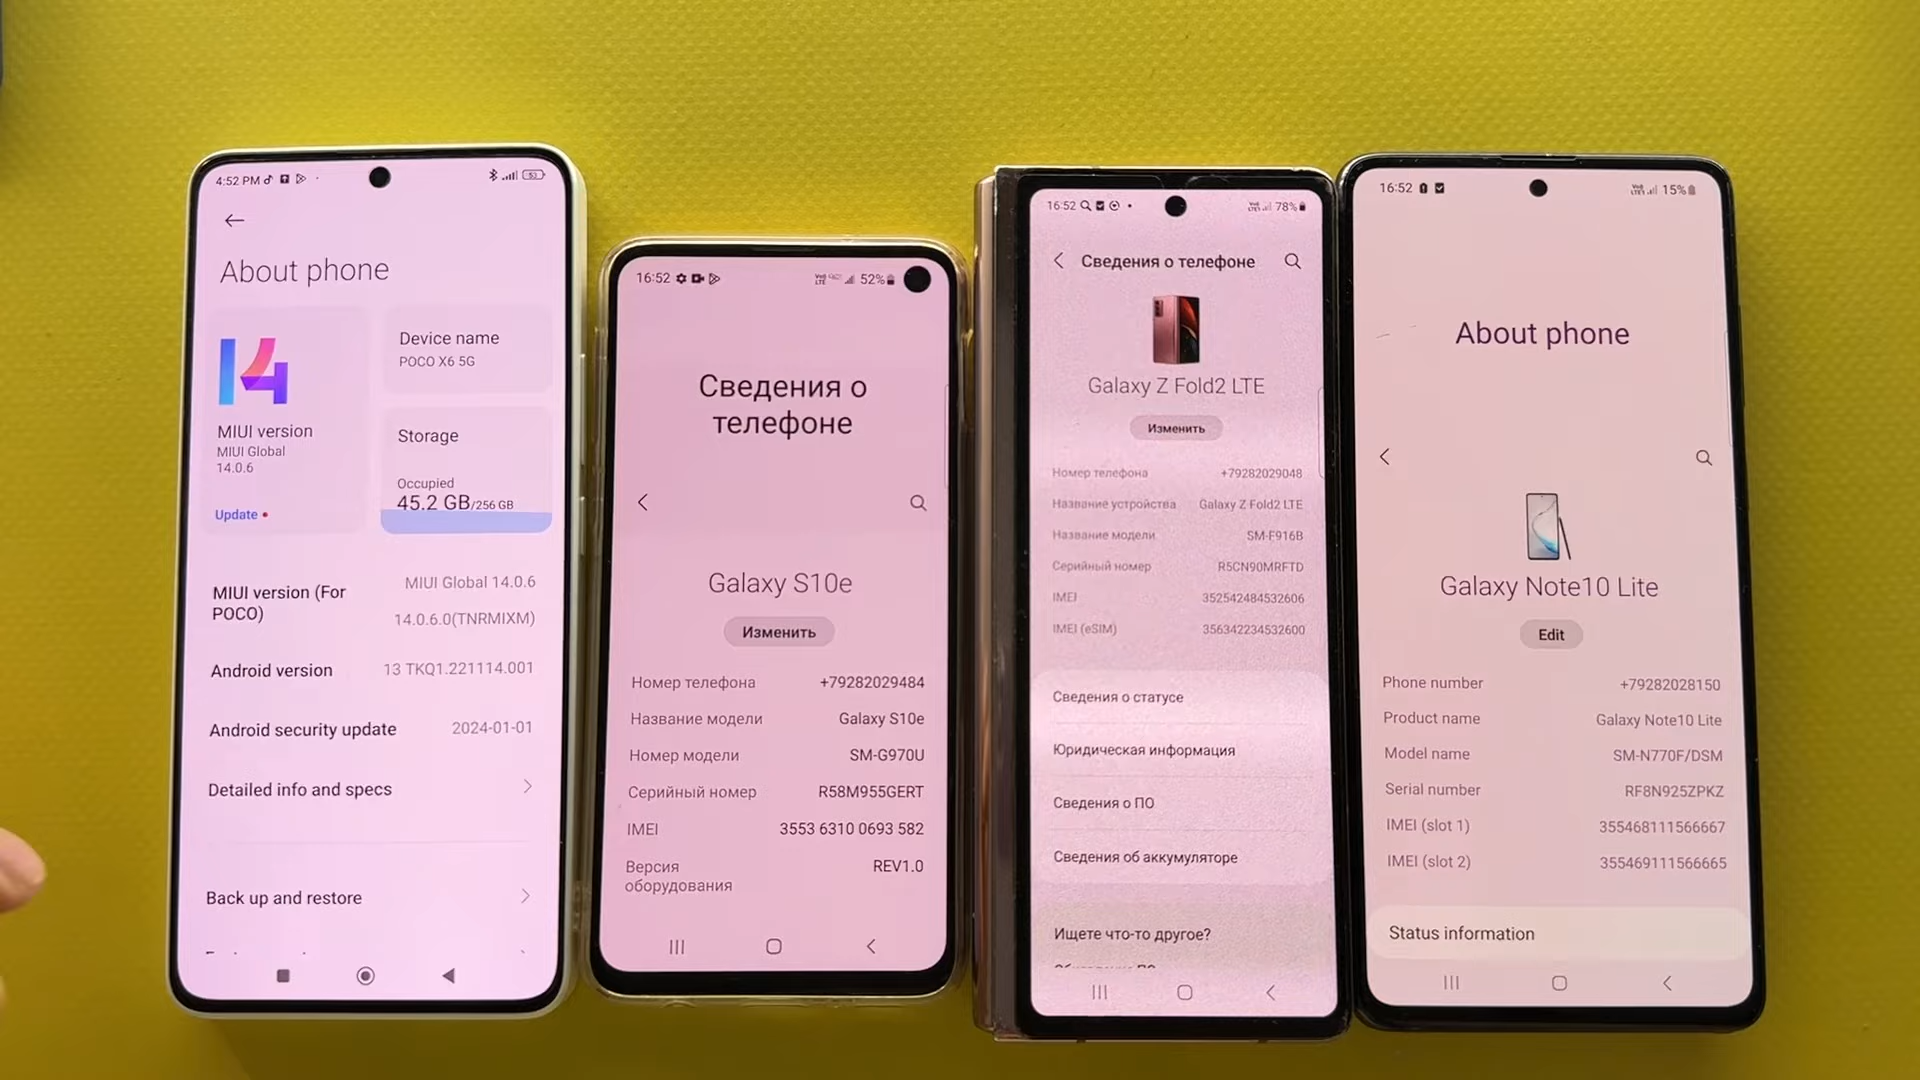 4:52 PM
53
About phone
14
Device name
POCO X6 5G
MIUI version
MIUI Global
14.0.6
Update
Storage
Occupied
45.2 GB/256 GB
MIUI version (For
POCO)
MIUI Global 14.0.6
14.0.6.0(TNRMIXM)
Android version
13 TKQ1.221114.001
Android security update
2024-01-01
Detailed info and specs
Back up and restore
16:52
52%
Сведения о
телефоне
Galaxy S10e
Изменить
Номер телефона
+79282029484
Название модели
Galaxy S10e
Номер модели
SM-G970U
Серийный номер
R58M955GERT
IMEI
3553 6310 0693 582
Версия
оборудования
REV1.0
16:52
78%
Сведения о телефоне
Galaxy Z Fold2 LTE
Изменить
Номер телефона
+79282029048
Название устройства
Galaxy Z Fold2 LTE
Название модели
SM-F916B
Серийный номер
R5CN90MRFTD
IMEI
352542484532606
IMEI (eSIM)
356342234532600
Сведения о статусе
Юридическая информация
Сведения о ПО
Сведения об аккумуляторе
Ищете что-то другое?
16:52
15%
About phone
Galaxy Note10 Lite
Edit
Phone number
+79282028150
Product name
Galaxy Note10 Lite
Model name
SM-N770F/DSM
Serial number
RF8N925ZPKZ
IMEI (slot 1)
355468111566667
IMEI (slot 2)
355469111566665
Status information